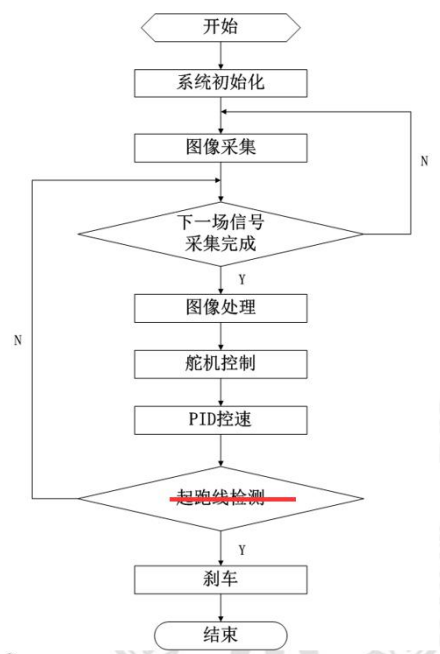 开始
系统初始化
图像采集
N
下一场信号
采集完成
Y
图像处理
N
舵机控制
PID控速
起跑线检测
Y
刹车
结束